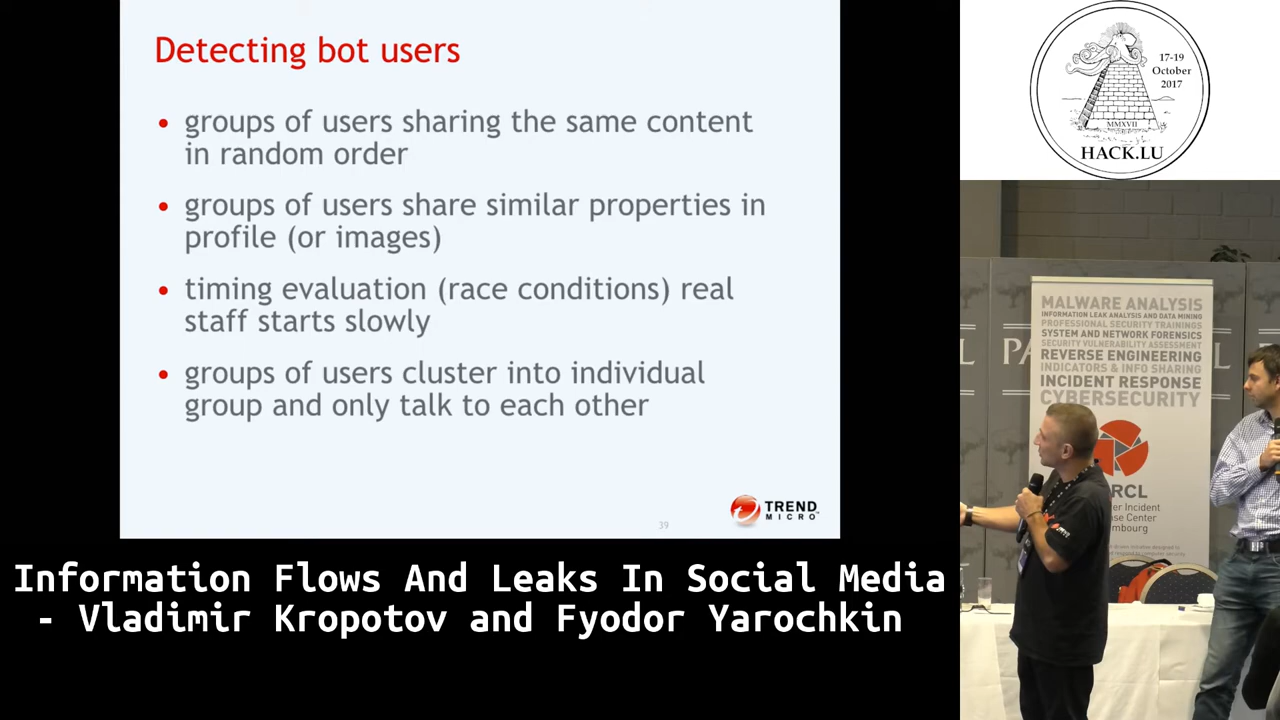 Detecting bot users
• groups of users sharing the same content
in random order
• groups of users share similar properties in
profile (or images)
• timing evaluation (race conditions) real
staff starts slowly
• groups of users cluster into individual
group and only talk to each other
39
TREND
MICRO
17-19
October
2017
MMXVII
HACK.LU
MALWARE ANALYSIS
INFORMATION LEAK ANALYSIS AND DATA MINING
PROFESSIONAL SECURITY TRAININGS
SYSTEM AND NETWORK FORENSICS
SECURITY VULNERABILITY ASSESSMENT
REVERSE ENGINEERING
INDICATORS & INFO SHARING
INCIDENT RESPONSE
CYBERSECURITY
Information Flows And Leaks In Social Media
- Vladimir Kropotov and Fyodor Yarochkin